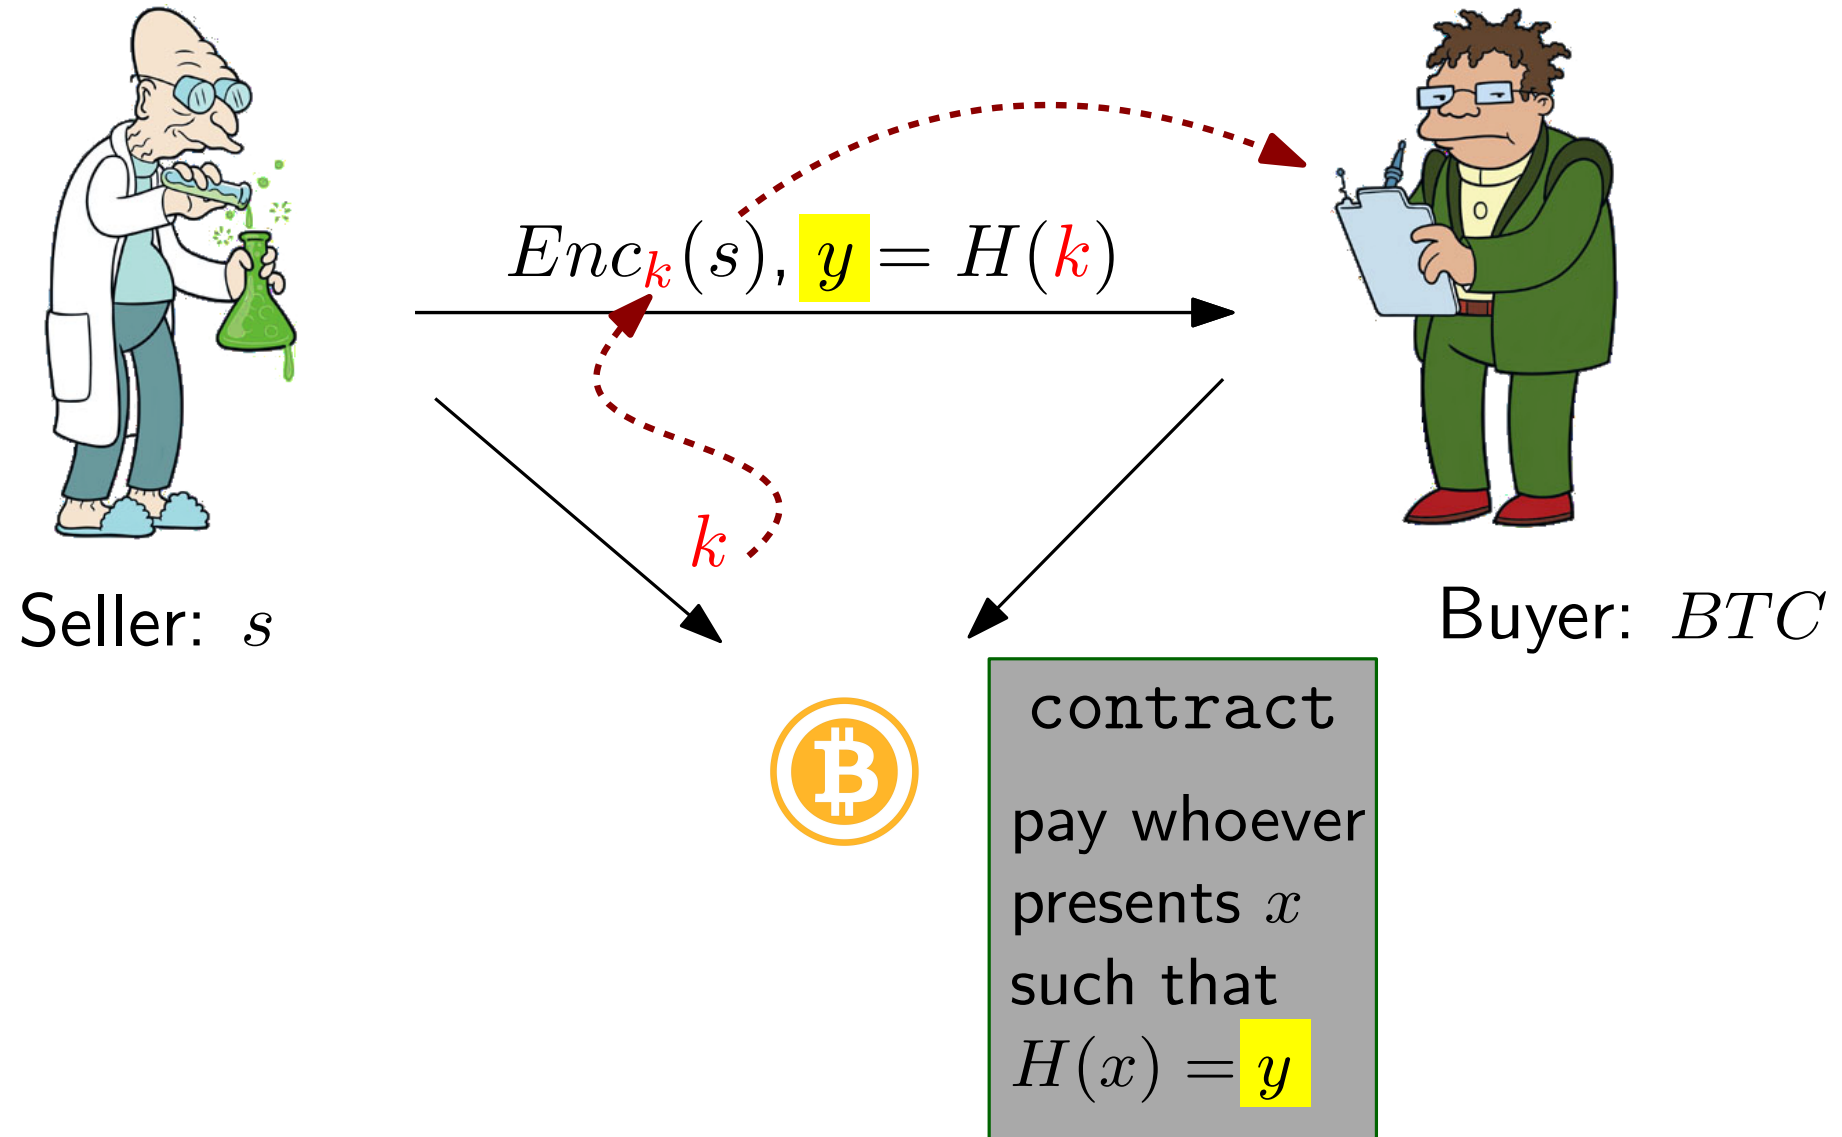 Enc_k(s), y = H(k)
k
Seller: s
Buyer: BTC
contract
pay whoever
presents x
such that
H(x) = y